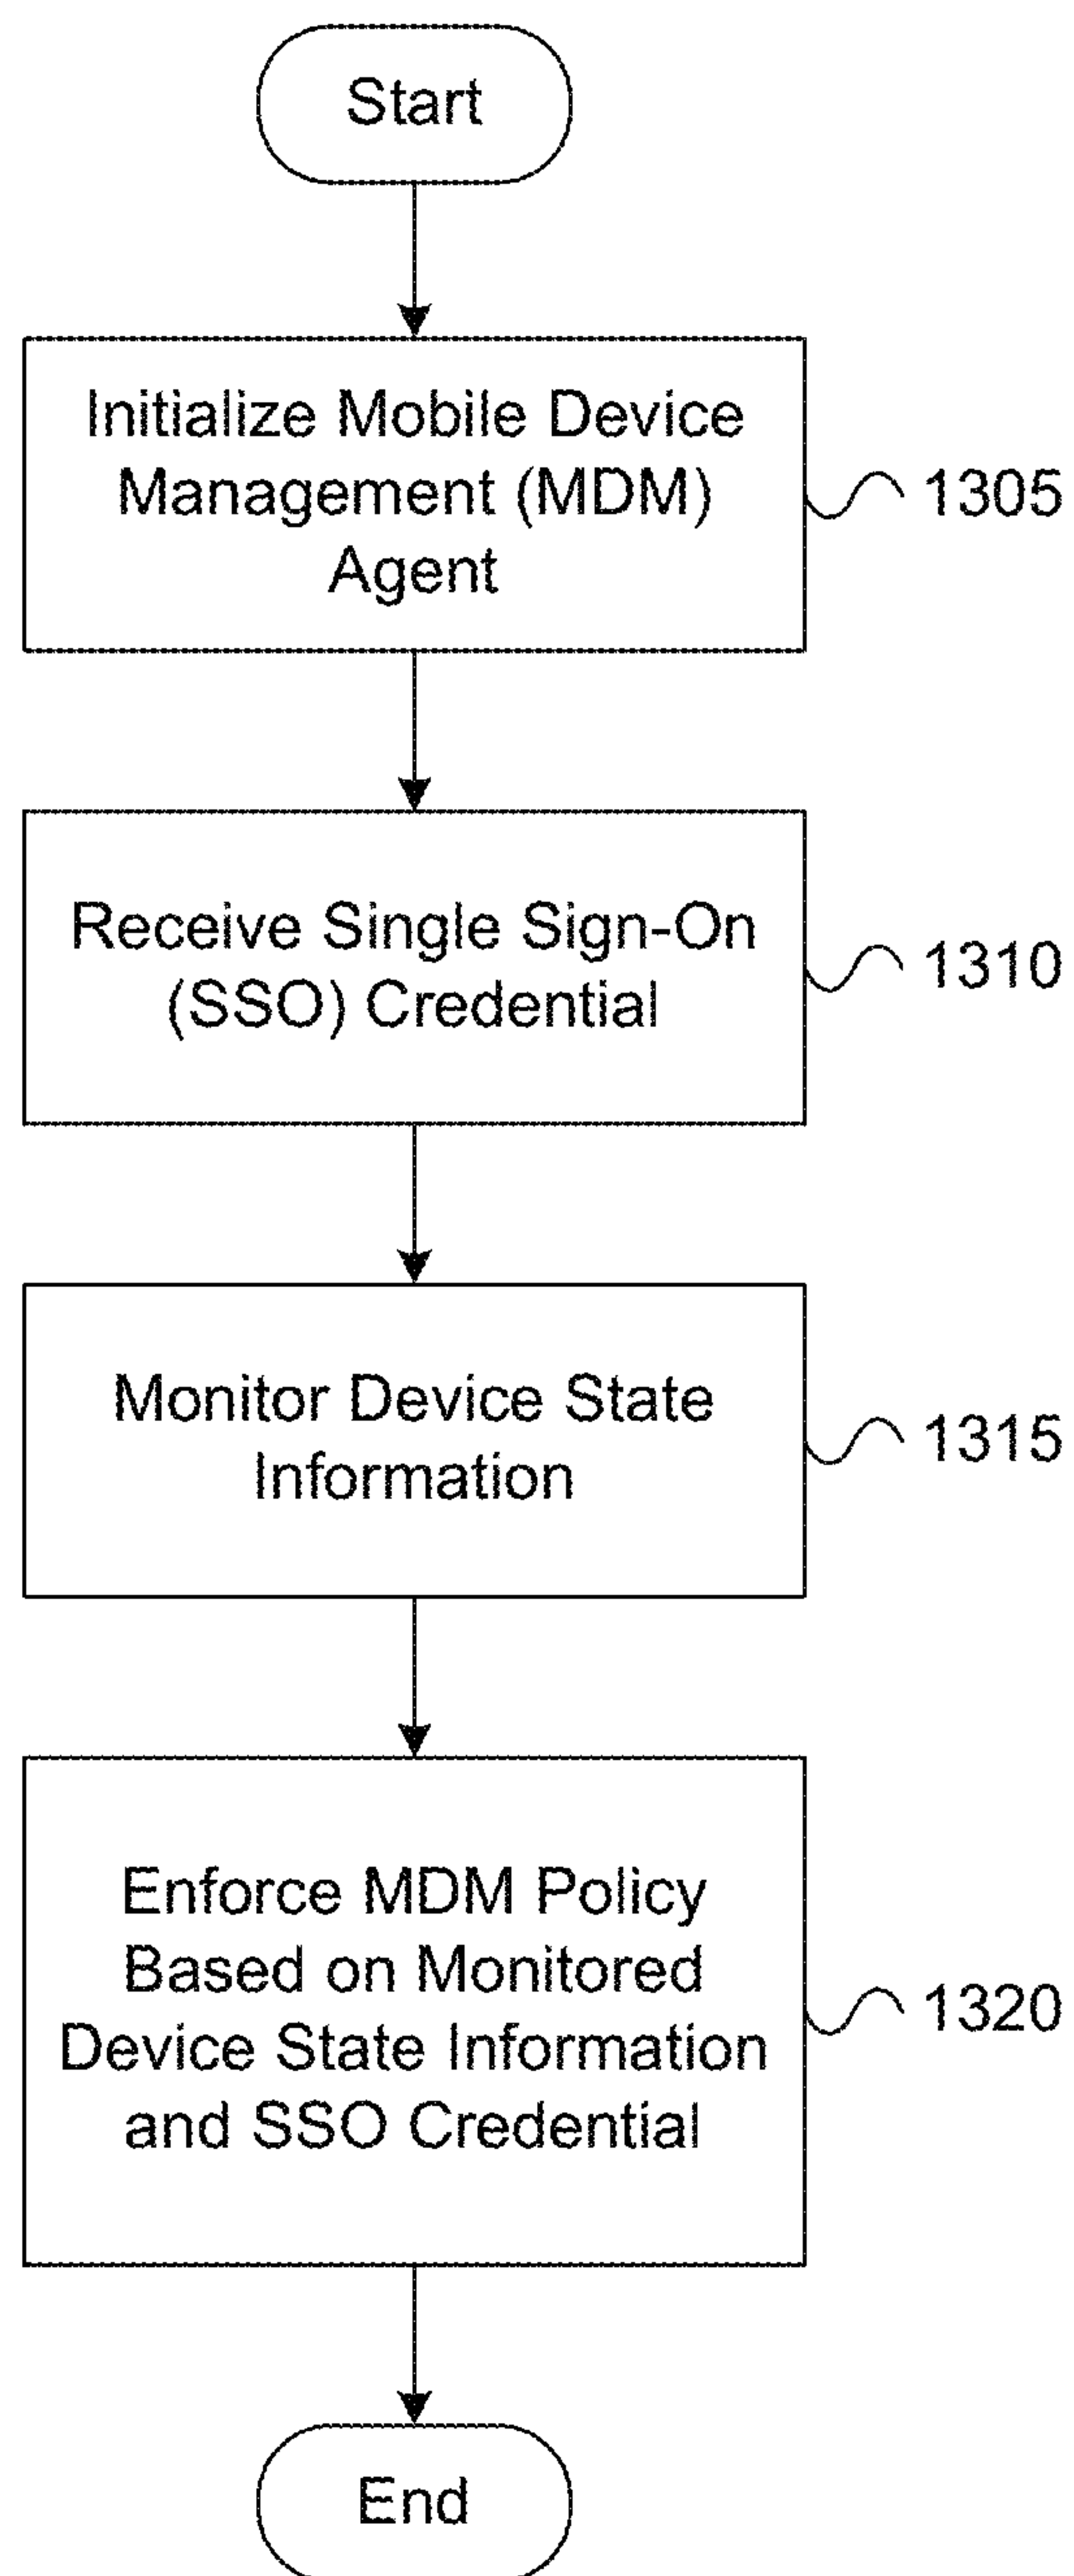 Start
Initialize Mobile Device
Management (MDM)
Agent
1305
Receive Single Sign-On
(SSO) Credential
1310
Monitor Device State
Information
1315
Enforce MDM Policy
Based on Monitored
Device State Information
and SSO Credential
1320
End